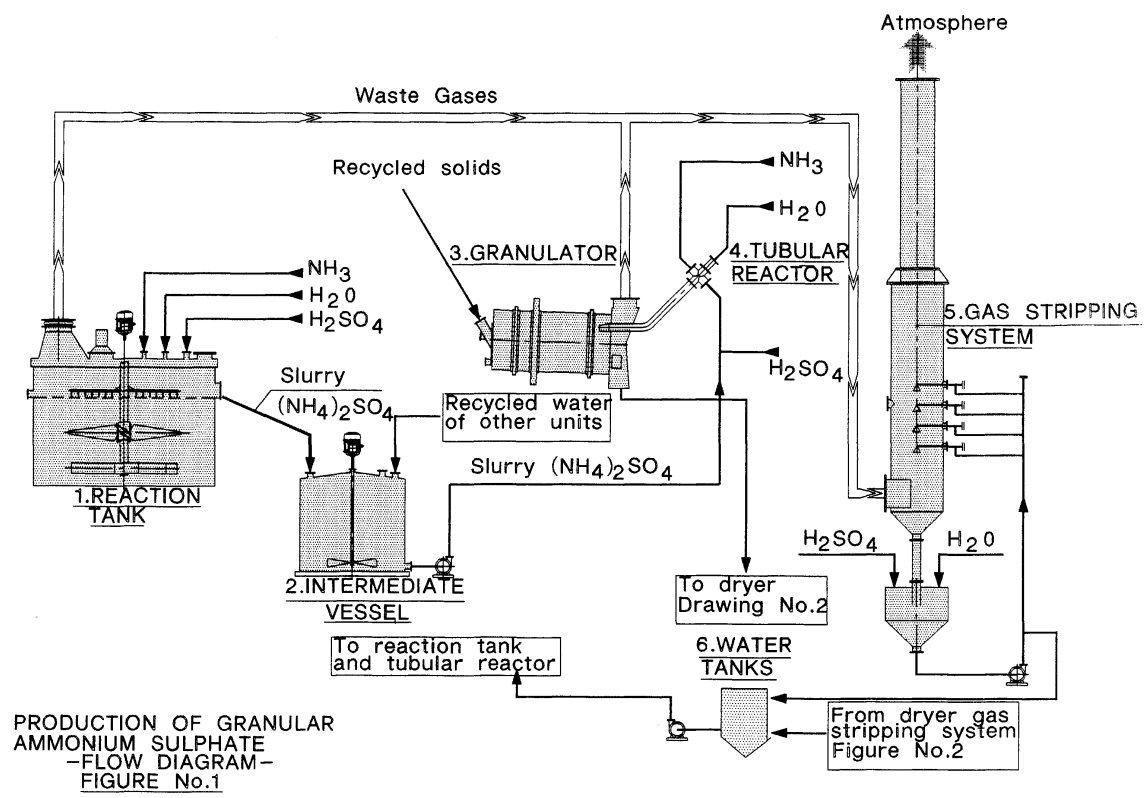 Atmosphere
Waste Gases
Recycled solids
NH3
H2O
3.GRANULATOR
4.TUBULAR
REACTOR
NH3
H2O
H2SO4
5.GAS STRIPPING
SYSTEM
H2SO4
Slurry
(NH4)2SO4
Recycled water
of other units
Slurry (NH4)2SO4
1.REACTION
TANK
H2SO4
H2O
2.INTERMEDIATE
VESSEL
To dryer
Drawing No.2
To reaction tank
and tubular reactor
6.WATER
TANKS
From dryer gas
stripping system
Figure No.2
PRODUCTION OF GRANULAR
AMMONIUM SULPHATE
-FLOW DIAGRAM-
FIGURE No.1